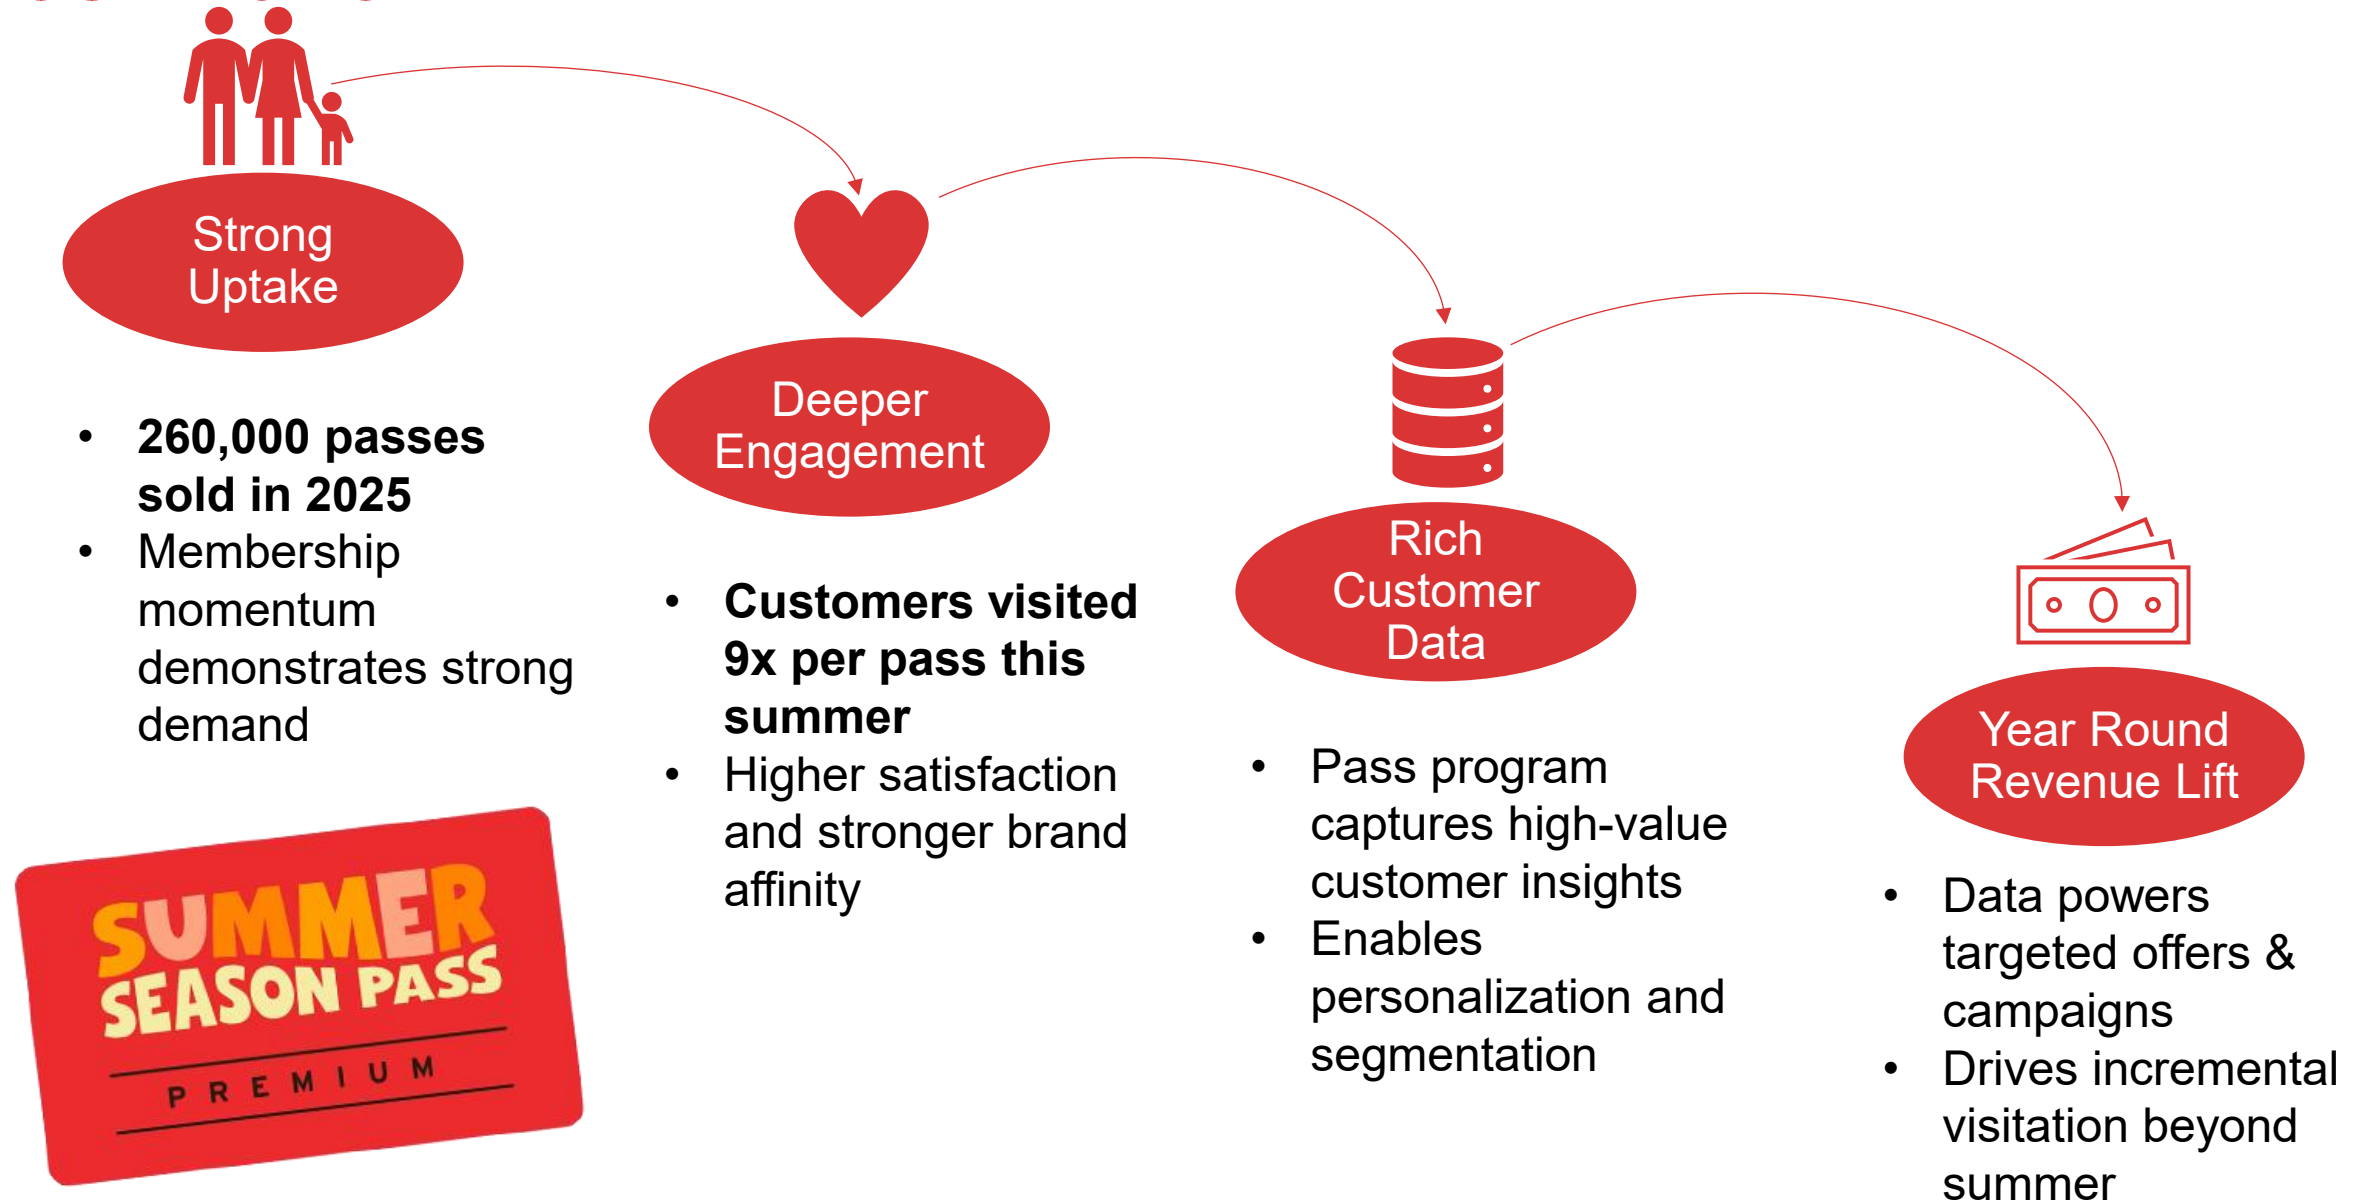 Strong
Uptake
• 260,000 passes
sold in 2025
• Membership
momentum
demonstrates strong
demand
SUMMER
SEASON PASS
PREMIUM
Deeper
Engagement
• Customers visited
9x per pass this
summer
• Higher satisfaction
and stronger brand
affinity
Rich
Customer
Data
• Pass program
captures high-value
customer insights
• Enables
personalization and
segmentation
Year Round
Revenue Lift
• Data powers
targeted offers &
campaigns
• Drives incremental
visitation beyond
summer